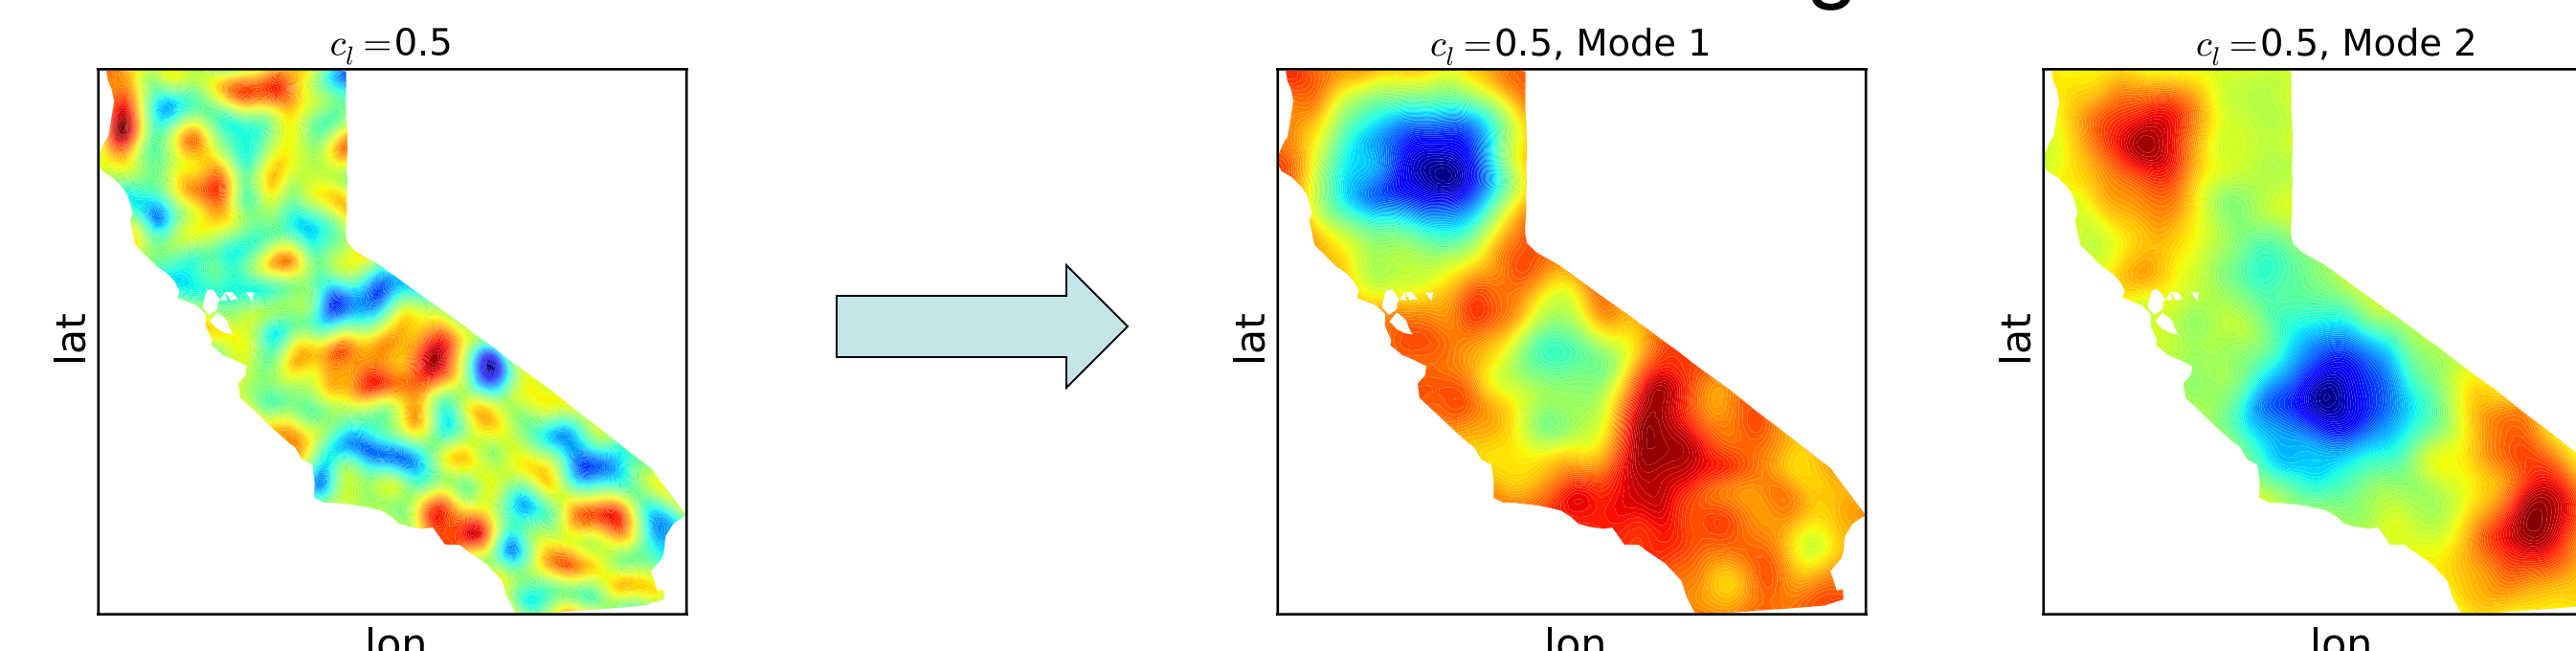 c_l = 0.5
c_l = 0.5, Mode 1
c_l = 0.5, Mode 2
lat
lat
lat
lon
lon
lon